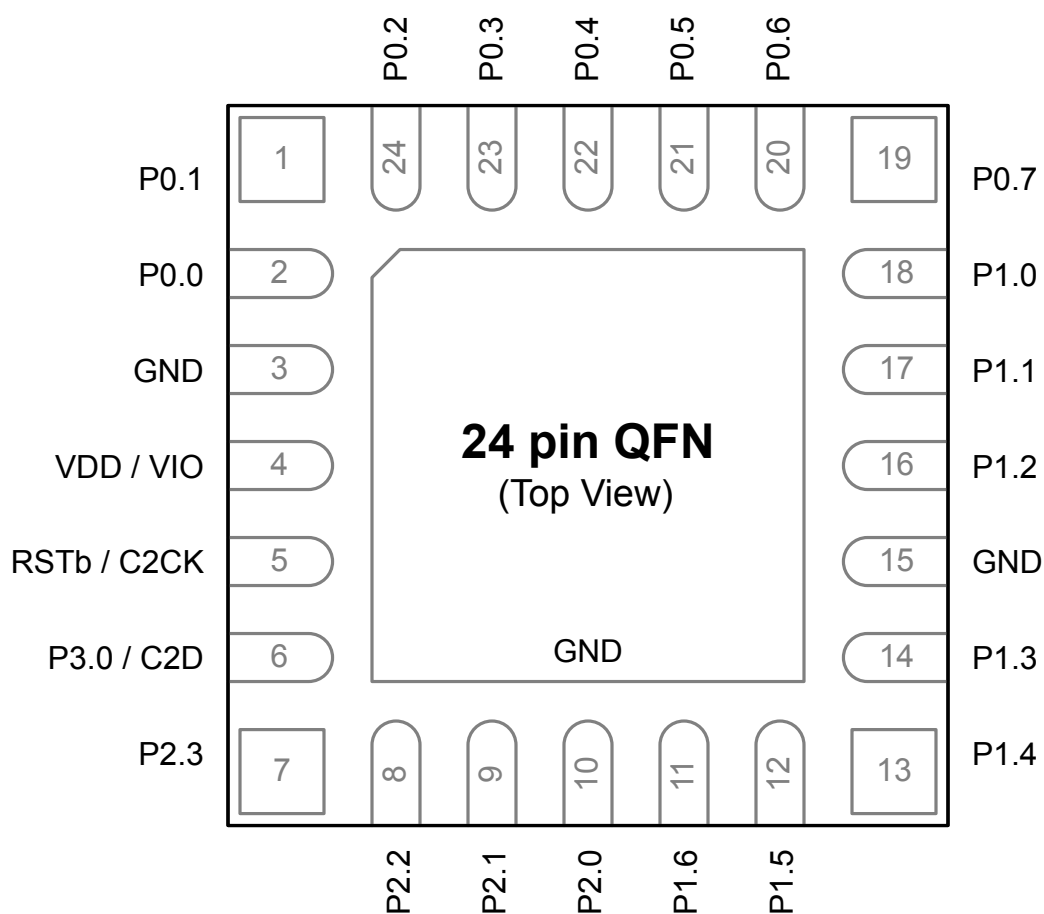 P0.2 P0.3 P0.4 P0.5 P0.6
24 23 22 21 20
P0.1 1 19 P0.7
P0.0 2 18 P1.0
GND 3 17 P1.1
VDD / VIO 4 16 P1.2
RSTb / C2CK 5 15 GND
P3.0 / C2D 6 14 P1.3
P2.3 7 13 P1.4
24 pin QFN
(Top View)
GND
8 9 10 11 12
P2.2 P2.1 P2.0 P1.6 P1.5